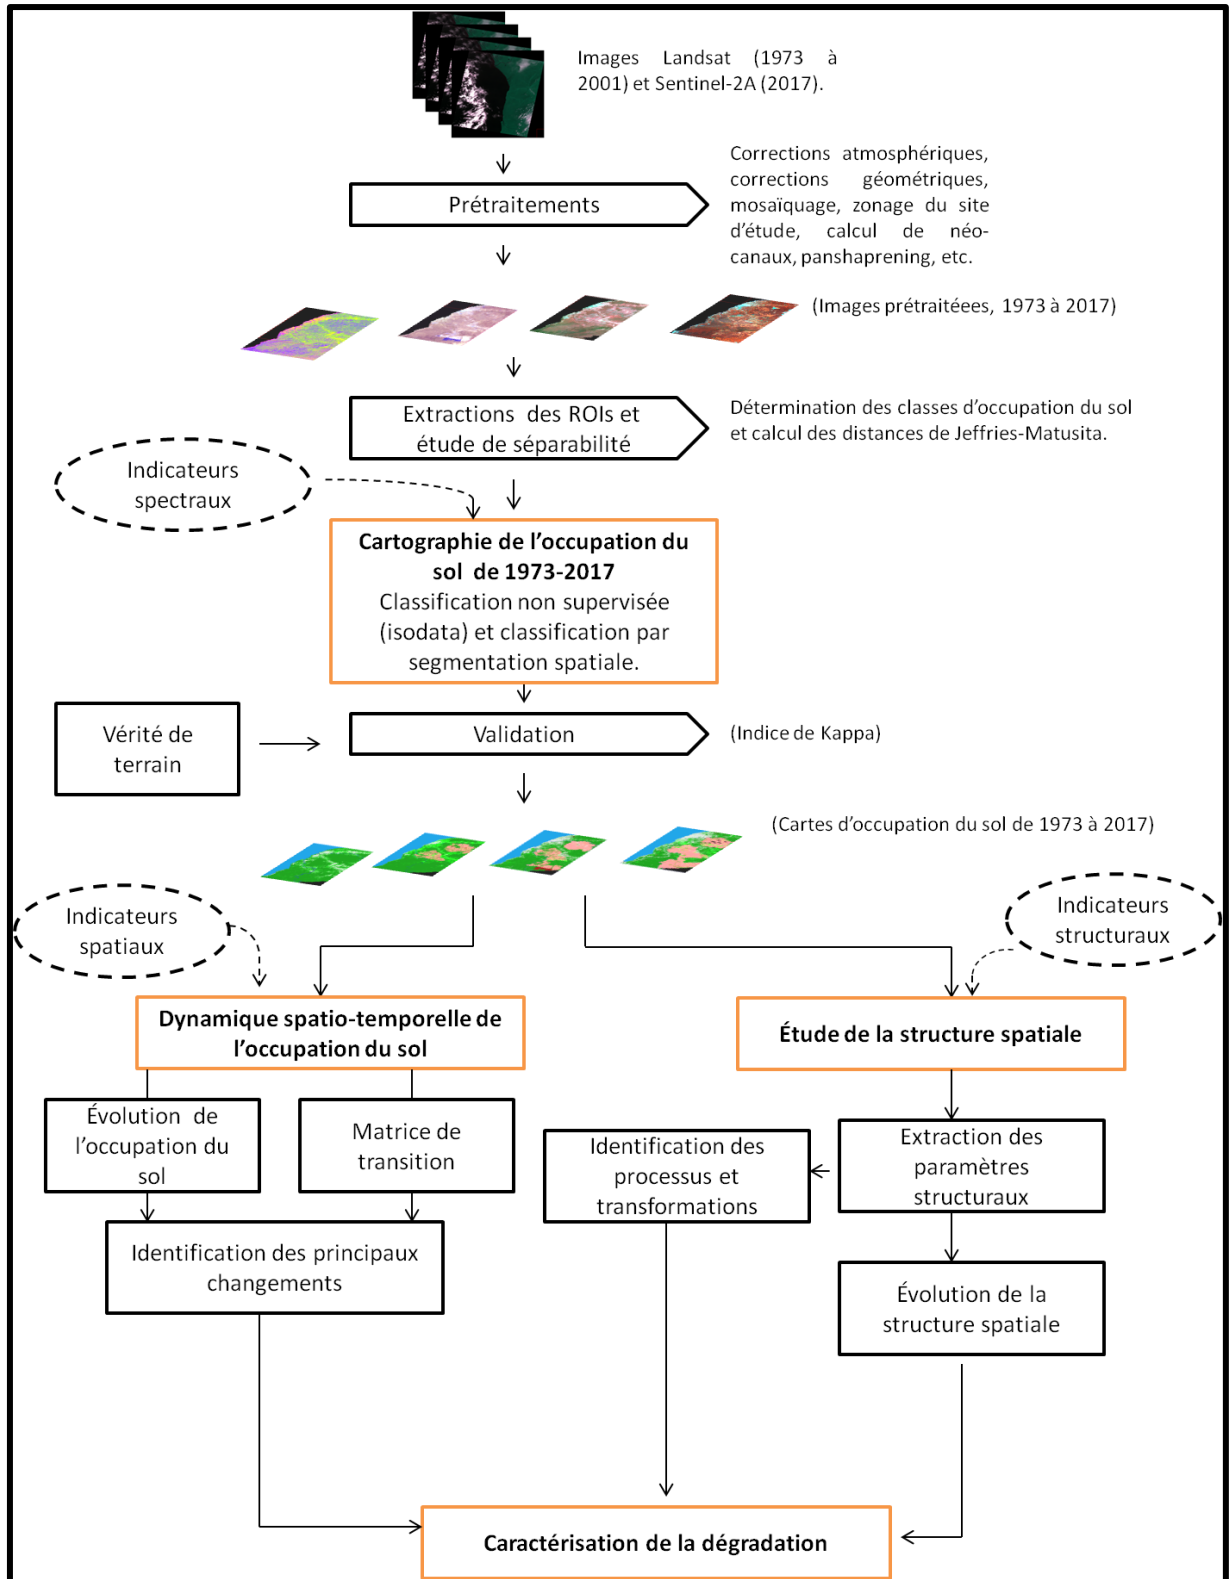 Images Landsat (1973 à
2001) et Sentinel-2A (2017).
Corrections atmosphériques,
corrections géométriques,
mosaïquage, zonage du site
d’étude, calcul de néo-
canaux, panshaprening, etc.
Prétraitements
(Images prétraitéees, 1973 à 2017)
Extractions des ROIs et
étude de séparabilité
Détermination des classes d’occupation du sol
et calcul des distances de Jeffries-Matusita.
Indicateurs
spectraux
Cartographie de l’occupation du
sol de 1973-2017
Classification non supervisée
(isodata) et classification par
segmentation spatiale.
Vérité de
terrain
Validation
(Indice de Kappa)
(Cartes d’occupation du sol de 1973 à 2017)
Indicateurs
spatiaux
Indicateurs
structuraux
Dynamique spatio-temporelle de
l’occupation du sol
Étude de la structure spatiale
Évolution de
l’occupation du
sol
Matrice de
transition
Identification des
processus et
transformations
Extraction des
paramètres
structuraux
Identification des principaux
changements
Évolution de la
structure spatiale
Caractérisation de la dégradation